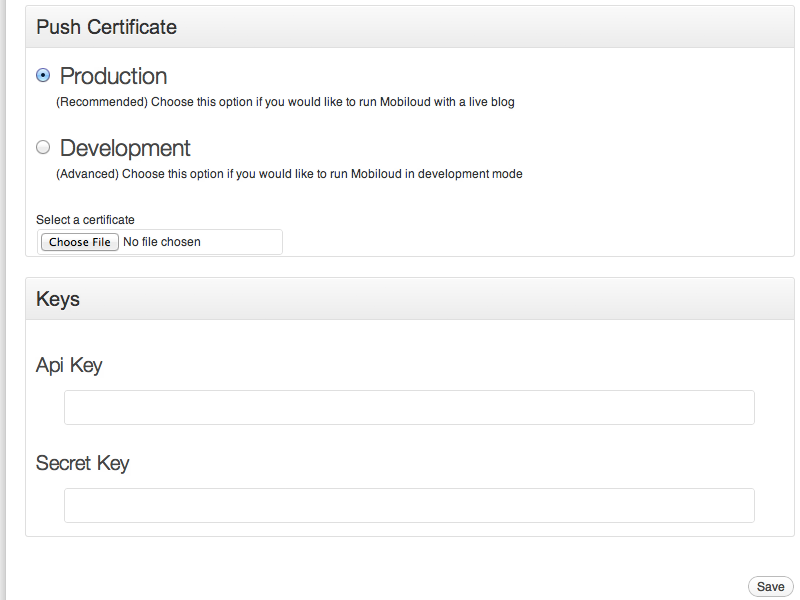 Push Certificate
Production
(Recommended) Choose this option if you would like to run Mobiloud with a live blog
Development
(Advanced) Choose this option if you would like to run Mobiloud in development mode
Select a certificate
Choose File No file chosen
Keys
Api Key
Secret Key
Save